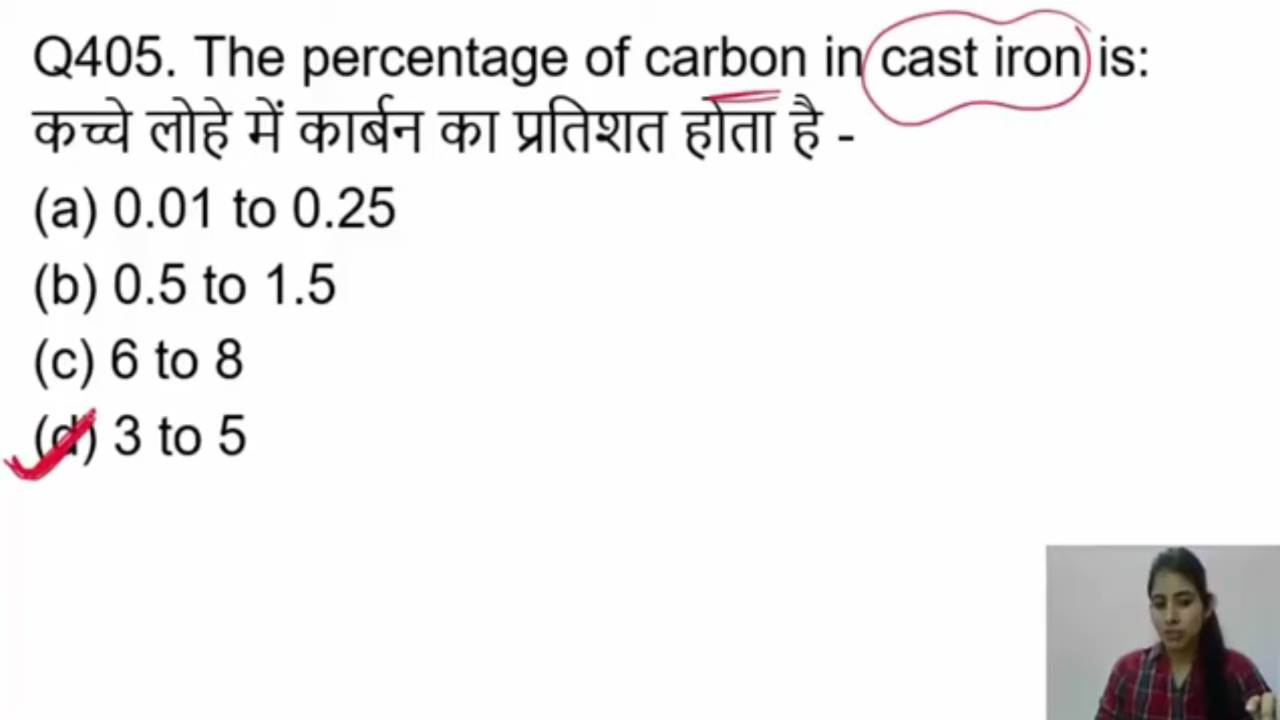 Q405. The percentage of carbon in cast iron is:
कच्चे लोहे में कार्बन का प्रतिशत होता है -
(a) 0.01 to 0.25
(b) 0.5 to 1.5
(c) 6 to 8
(d) 3 to 5